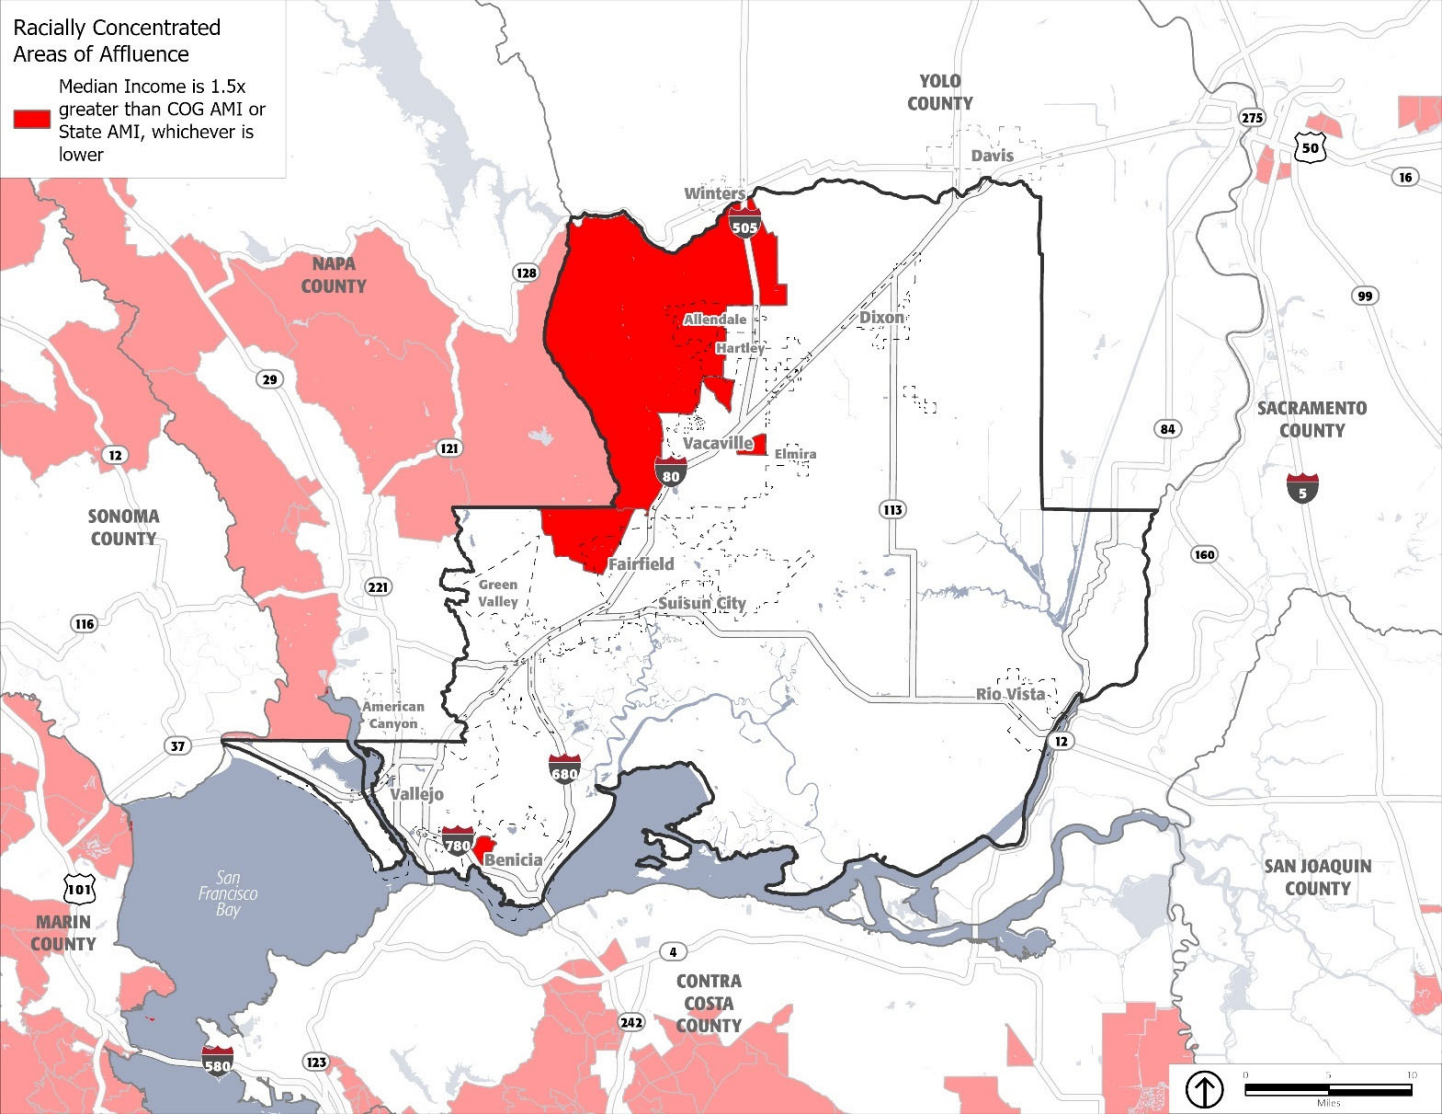 Racially Concentrated
Areas of Affluence
Median Income is 1.5x
greater than COG AMI or
State AMI, whichever is
lower
YOLO
COUNTY
275
50
Davis
16
Winters
505
NAPA
COUNTY
128
99
Allendale
Dixon
Hartley
29
SACRAMENTO
COUNTY
84
121
Vacaville
12
Elmira
80
5
113
SONOMA
COUNTY
160
Fairfield
221
Green
Valley
Suisun City
116
Rio Vista
American
Canyon
37
12
680
Vallejo
780
Benicia
San
Francisco
Bay
101
SAN JOAQUIN
COUNTY
MARIN
COUNTY
4
CONTRA
COSTA
COUNTY
242
580
123
0 5 10
Miles